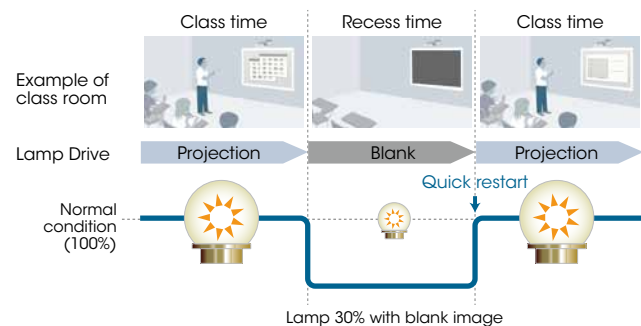 Class time
Recess time
Class time
Example of
class room
Lamp Drive
Projection
Blank
Projection
Quick restart
Normal
condition
(100%)
Lamp 30% with blank image